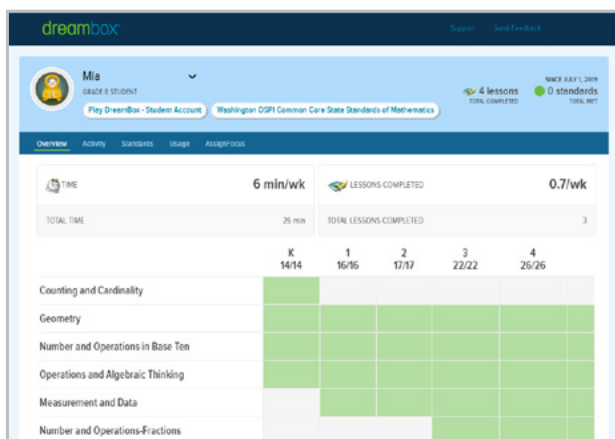 dreambox
Support Send Feedback
Mia
GRADE 8 STUDENT
Play DreamBox - Student Account
Washington OSPI Common Core State Standards of Mathematics
4 lessons
TOTAL COMPLETED
SINCE JULY 1, 2019
0 standards
TOTAL MET
Overview Activity Standards Usage AssignFocus
TIME 6 min/wk
LESSONS COMPLETED 0.7/wk
TOTAL TIME 26 min
TOTAL LESSONS COMPLETED 3
K 1 2 3 4
14/14 16/16 17/17 22/22 26/26
Counting and Cardinality
Geometry
Number and Operations in Base Ten
Operations and Algebraic Thinking
Measurement and Data
Number and Operations-Fractions